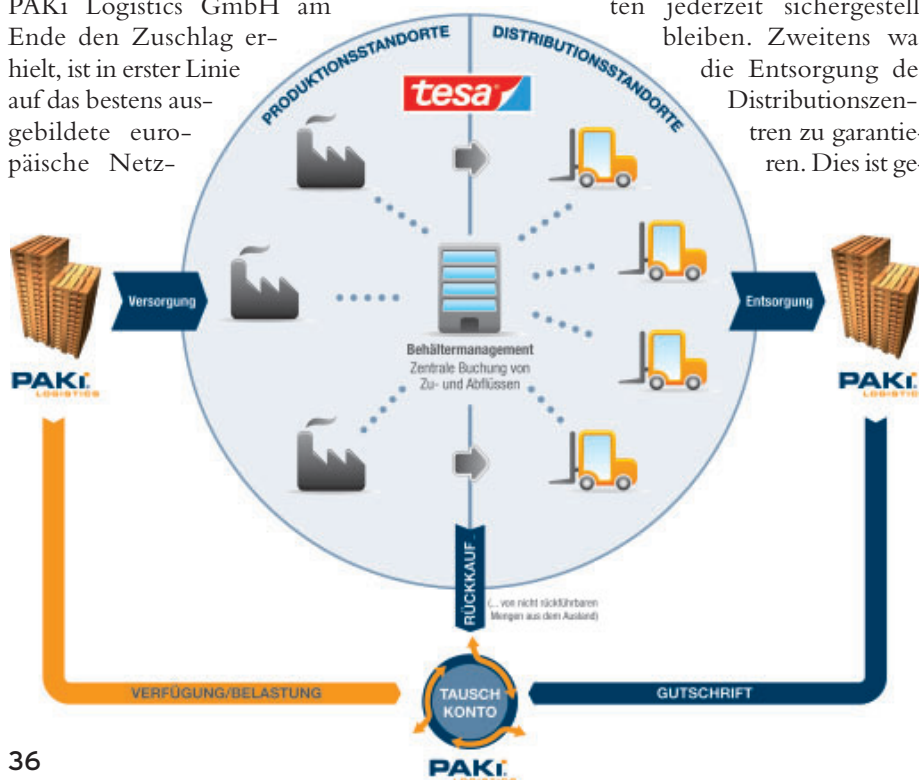 PAKi Logistics GmbH am
Ende den Zuschlag er-
hielt, ist in erster Linie
auf das bestens aus-
gebildete euro-
päische Netz-
ten jederzeit sichergestell
bleiben. Zweitens wa
die Entsorgung de
Distributionszen-
tren zu garantie-
ren. Dies ist ge-
PRODUKTIONSSTANDORTE
DISTRIBUTIONSSTANDORTE
tesa
Versorgung
Entsorgung
Behältermanagement
Zentrale Buchung von
Zu- und Abflüssen
PAKi
LOGISTICS
PAKi
LOGISTICS
RÜCKKAUF...
(... von nicht rückführbaren
Mengen aus dem Ausland)
VERFÜGUNG/BELASTUNG
TAUSCH
KONTO
GUTSCHRIFT
36
PAKi